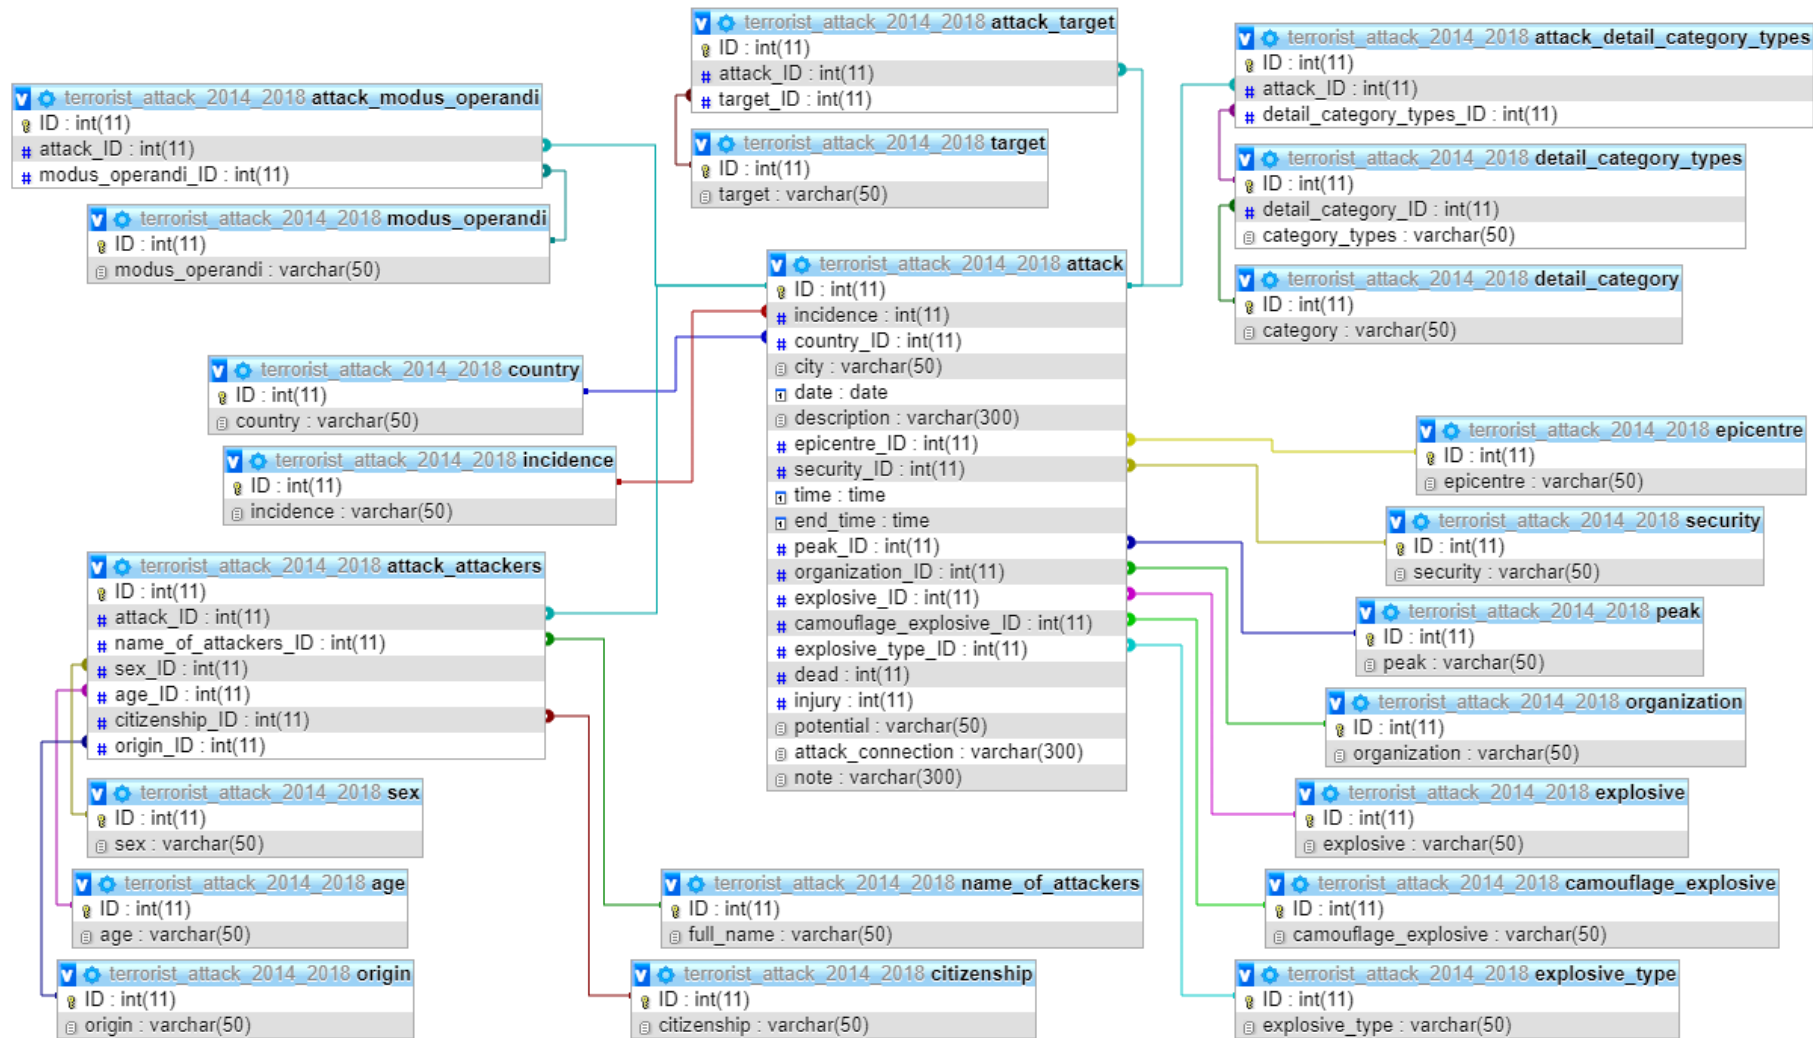 terrorist_attack_2014_2018 attack_target
ID : int(11)
attack_ID : int(11)
target_ID : int(11)
terrorist_attack_2014_2018 attack_detail_category_types
ID : int(11)
attack_ID : int(11)
detail_category_types_ID : int(11)
terrorist_attack_2014_2018 attack_modus_operandi
ID : int(11)
attack_ID : int(11)
modus_operandi_ID : int(11)
terrorist_attack_2014_2018 target
ID : int(11)
target : varchar(50)
terrorist_attack_2014_2018 detail_category_types
ID : int(11)
detail_category_ID : int(11)
category_types : varchar(50)
terrorist_attack_2014_2018 modus_operandi
ID : int(11)
modus_operandi : varchar(50)
terrorist_attack_2014_2018 attack
ID : int(11)
incidence : int(11)
country_ID : int(11)
city : varchar(50)
date : date
description : varchar(300)
epicentre_ID : int(11)
security_ID : int(11)
time : time
end_time : time
peak_ID : int(11)
organization_ID : int(11)
explosive_ID : int(11)
camouflage_explosive_ID : int(11)
explosive_type_ID : int(11)
dead : int(11)
injury : int(11)
potential : varchar(50)
attack_connection : varchar(300)
note : varchar(300)
terrorist_attack_2014_2018 detail_category
ID : int(11)
category : varchar(50)
terrorist_attack_2014_2018 country
ID : int(11)
country : varchar(50)
terrorist_attack_2014_2018 incidence
ID : int(11)
incidence : varchar(50)
terrorist_attack_2014_2018 epicentre
ID : int(11)
epicentre : varchar(50)
terrorist_attack_2014_2018 security
ID : int(11)
security : varchar(50)
terrorist_attack_2014_2018 attack_attackers
ID : int(11)
attack_ID : int(11)
name_of_attackers_ID : int(11)
sex_ID : int(11)
age_ID : int(11)
citizenship_ID : int(11)
origin_ID : int(11)
terrorist_attack_2014_2018 peak
ID : int(11)
peak : varchar(50)
terrorist_attack_2014_2018 organization
ID : int(11)
organization : varchar(50)
terrorist_attack_2014_2018 sex
ID : int(11)
sex : varchar(50)
terrorist_attack_2014_2018 explosive
ID : int(11)
explosive : varchar(50)
terrorist_attack_2014_2018 age
ID : int(11)
age : varchar(50)
terrorist_attack_2014_2018 name_of_attackers
ID : int(11)
full_name : varchar(50)
terrorist_attack_2014_2018 camouflage_explosive
ID : int(11)
camouflage_explosive : varchar(50)
terrorist_attack_2014_2018 origin
ID : int(11)
origin : varchar(50)
terrorist_attack_2014_2018 citizenship
ID : int(11)
citizenship : varchar(50)
terrorist_attack_2014_2018 explosive_type
ID : int(11)
explosive_type : varchar(50)